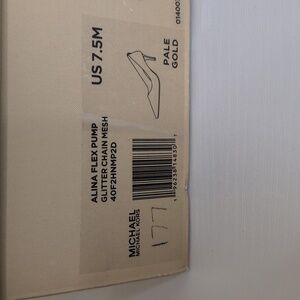 US 7.5M
PALE
GOLD
ALINA FLEX PUMP
GLITTER CHAIN MESH
40F2HNMP2D
MICHAEL
MICHAEL KORS
177